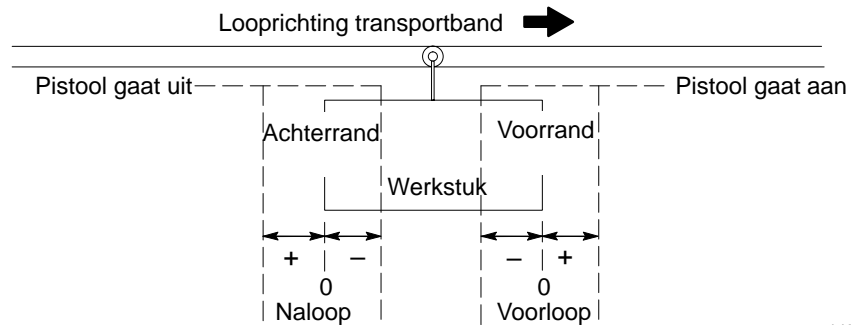 Looprichting transportband
Pistool gaat uit
Pistool gaat aan
Achterrand
Voorrand
Werkstuk
+ – – +
0 0
Naloop Voorloop